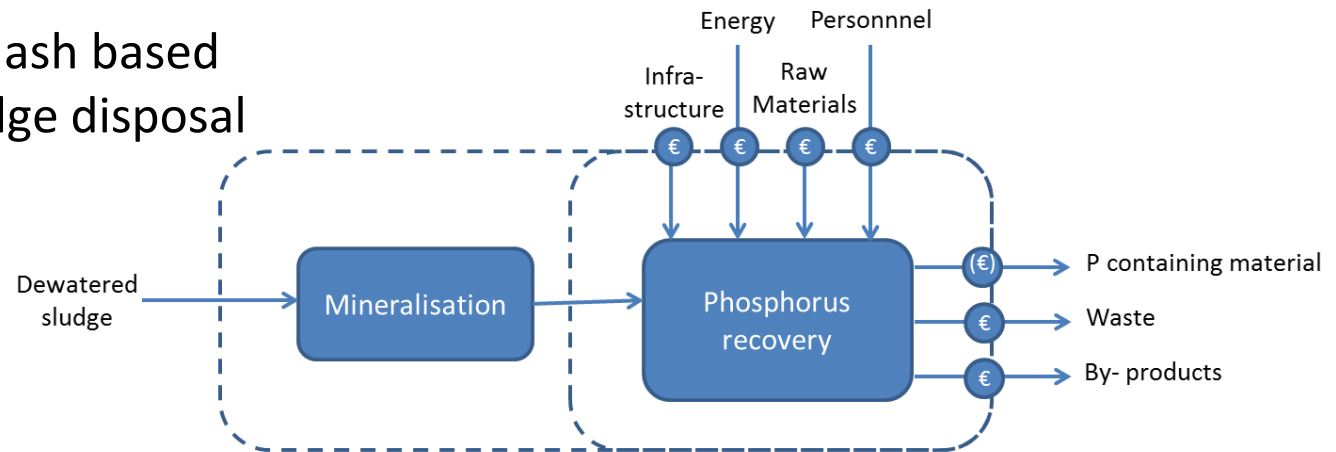 ash based
dge disposal
Energy
Personnnel
Infra-
structure
Raw
Materials
€ € € €
Dewatered
sludge
Mineralisation
Phosphorus
recovery
(€)
P containing material
€
Waste
€
By- products